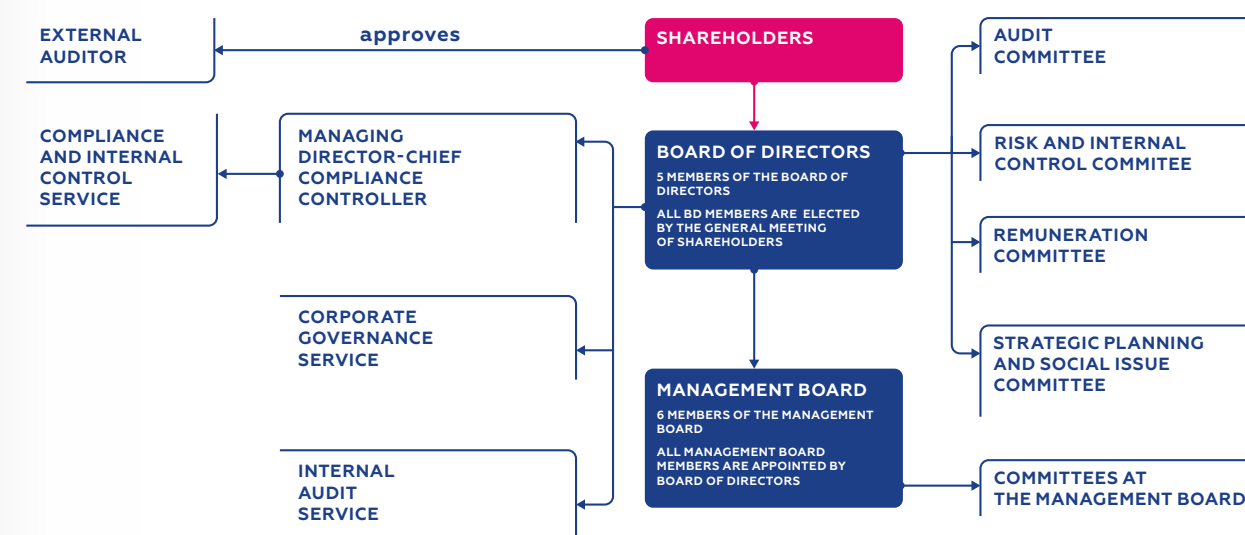 EXTERNAL
AUDITOR
approves
SHAREHOLDERS
AUDIT
COMMITTEE
COMPLIANCE
AND INTERNAL
CONTROL
SERVICE
MANAGING
DIRECTOR-CHIEF
COMPLIANCE
CONTROLLER
BOARD OF DIRECTORS
5 MEMBERS OF THE BOARD OF
DIRECTORS
ALL BD MEMBERS ARE ELECTED
BY THE GENERAL MEETING
OF SHAREHOLDERS
RISK AND INTERNAL
CONTROL COMMITEE
REMUNERATION
COMMITTEE
CORPORATE
GOVERNANCE
SERVICE
STRATEGIC PLANNING
AND SOCIAL ISSUE
COMMITTEE
MANAGEMENT BOARD
6 MEMBERS OF THE MANAGEMENT
BOARD
ALL MANAGEMENT BOARD
MEMBERS ARE APPOINTED BY
BOARD OF DIRECTORS
INTERNAL
AUDIT
SERVICE
COMMITTEES AT
THE MANAGEMENT BOARD